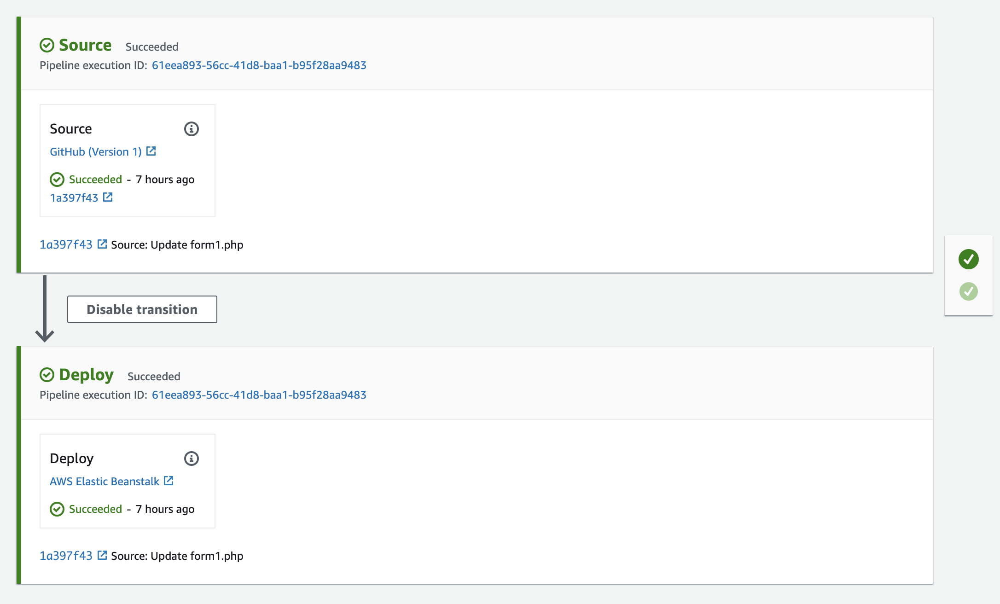 Source Succeeded
Pipeline execution ID: 61eea893-56cc-41d8-baa1-b95f28aa9483
Source
GitHub (Version 1)
Succeeded - 7 hours ago
1a397f43
1a397f43 Source: Update form1.php
Disable transition
Deploy Succeeded
Pipeline execution ID: 61eea893-56cc-41d8-baa1-b95f28aa9483
Deploy
AWS Elastic Beanstalk
Succeeded - 7 hours ago
1a397f43 Source: Update form1.php